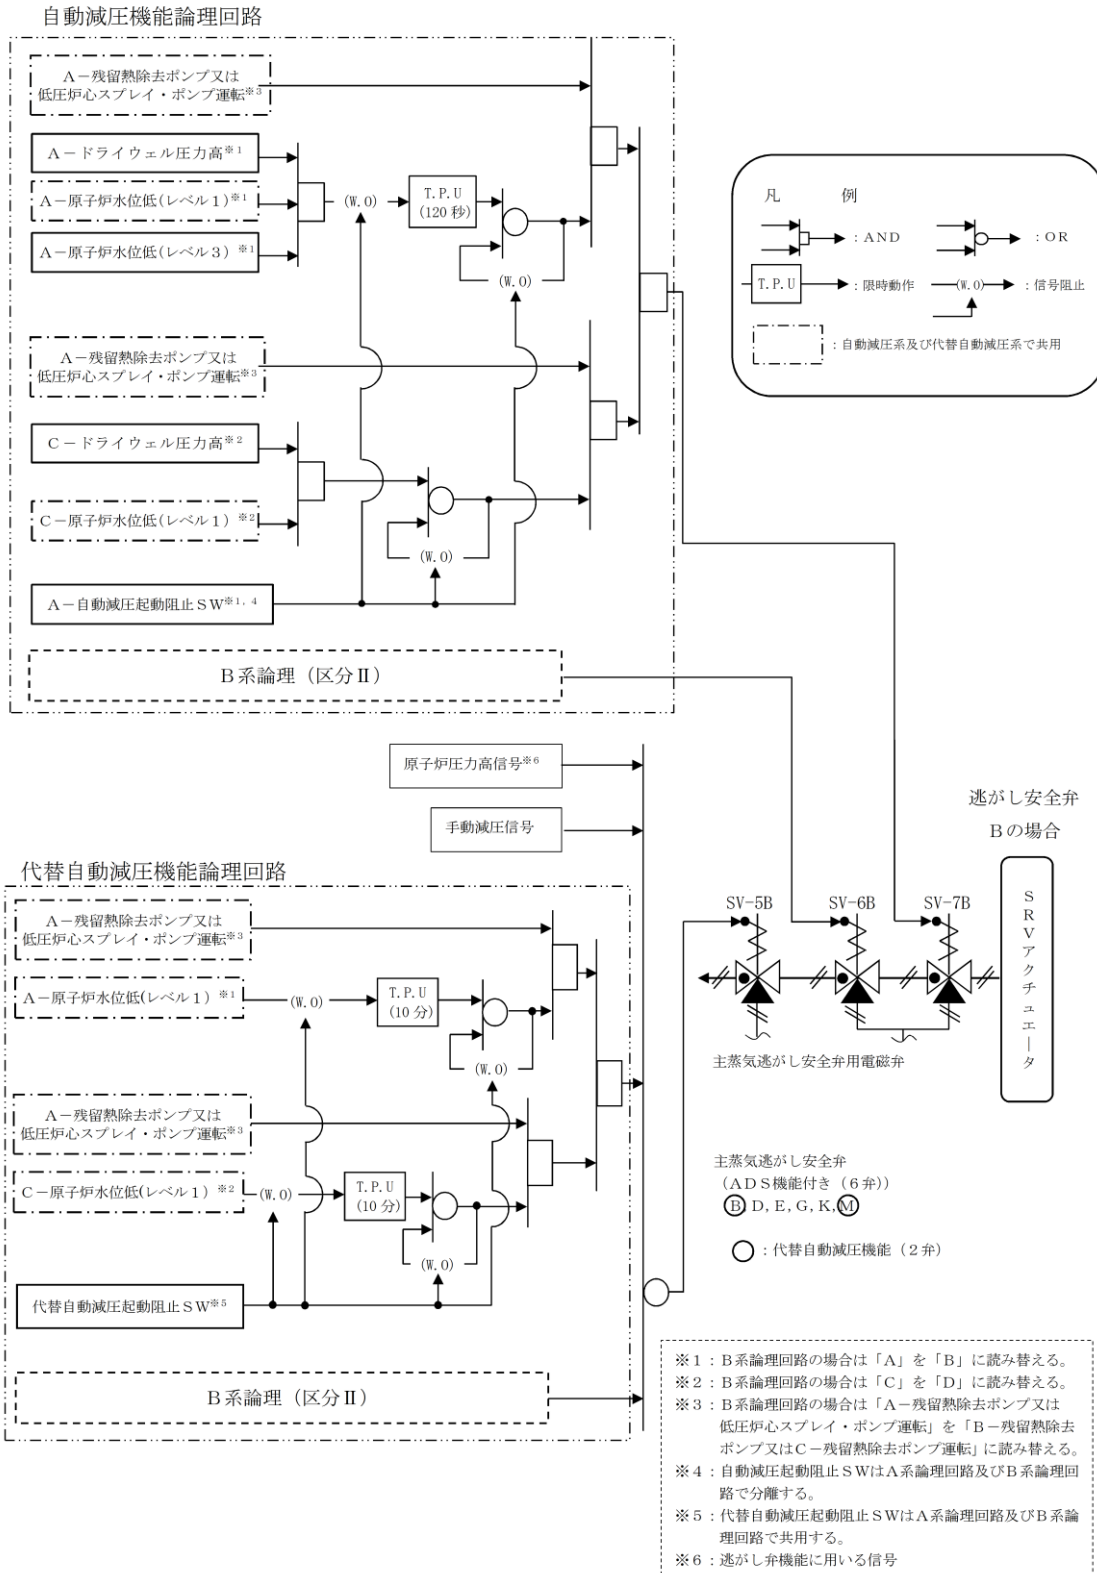 自動減圧機能論理回路
A－残留熱除去ポンプ又は
低圧炉心スプレイ・ポンプ運転※3
A－ドライウェル圧力高※1
A－原子炉水位低(レベル1)※1
A－原子炉水位低(レベル3)※1
(W.O)
T.P.U
(120秒)
(W.O)
A－残留熱除去ポンプ又は
低圧炉心スプレイ・ポンプ運転※3
C－ドライウェル圧力高※2
C－原子炉水位低(レベル1)※2
(W.O)
A－自動減圧起動阻止SW※1,4
B系論理（区分Ⅱ）
凡 例
：AND
：OR
T.P.U
：限時動作
(W.O)
：信号阻止
：自動減圧系及び代替自動減圧系で共用
原子炉圧力高信号※6
手動減圧信号
代替自動減圧機能論理回路
A－残留熱除去ポンプ又は
低圧炉心スプレイ・ポンプ運転※3
A－原子炉水位低(レベル1)※1
(W.O)
T.P.U
(10分)
(W.O)
A－残留熱除去ポンプ又は
低圧炉心スプレイ・ポンプ運転※3
C－原子炉水位低(レベル1)※2
(W.O)
T.P.U
(10分)
(W.O)
代替自動減圧起動阻止SW※5
B系論理（区分Ⅱ）
逃がし安全弁
Bの場合
SV-5B
SV-6B
SV-7B
SRVアクチュエータ
主蒸気逃がし安全弁用電磁弁
主蒸気逃がし安全弁
（ADS機能付き（6弁））
B, D, E, G, K, M
：代替自動減圧機能（2弁）
※1：B系論理回路の場合は「A」を「B」に読み替える。
※2：B系論理回路の場合は「C」を「D」に読み替える。
※3：B系論理回路の場合は「A－残留熱除去ポンプ又は
低圧炉心スプレイ・ポンプ運転」を「B－残留熱除去
ポンプ又はC－残留熱除去ポンプ運転」に読み替える。
※4：自動減圧起動阻止SWはA系論理回路及びB系論理回
路で分離する。
※5：代替自動減圧起動阻止SWはA系論理回路及びB系論
理回路で共用する。
※6：逃がし弁機能に用いる信号